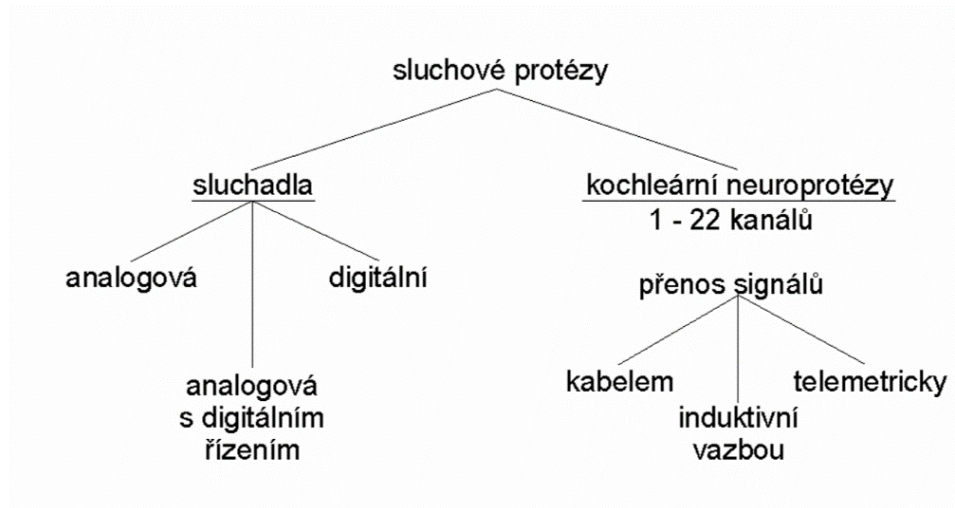 sluchové protézy
sluchadla
kochleární neuroprotézy
1 - 22 kanálů
analogová
digitální
přenos signálů
analogová
s digitálním
řízením
kabelem
induktivní
vazbou
telemetricky